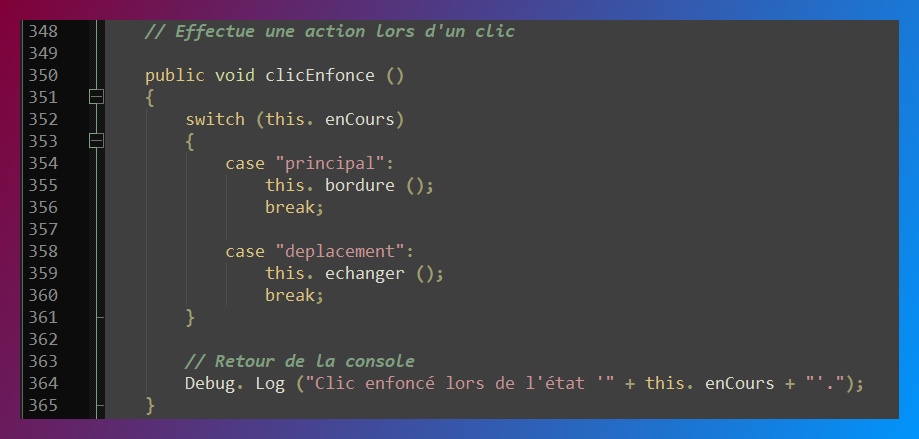 348 // Effectue une action lors d'un clic
349
350 public void clicEnfonce ()
351 {
352 switch (this. enCours)
353 {
354 case "principal":
355 this. bordure ();
356 break;
357
358 case "deplacement":
359 this. echanger ();
360 break;
361 }
362
363 // Retour de la console
364 Debug. Log ("Clic enfoncé lors de l'état '" + this. enCours + "'.");
365 }